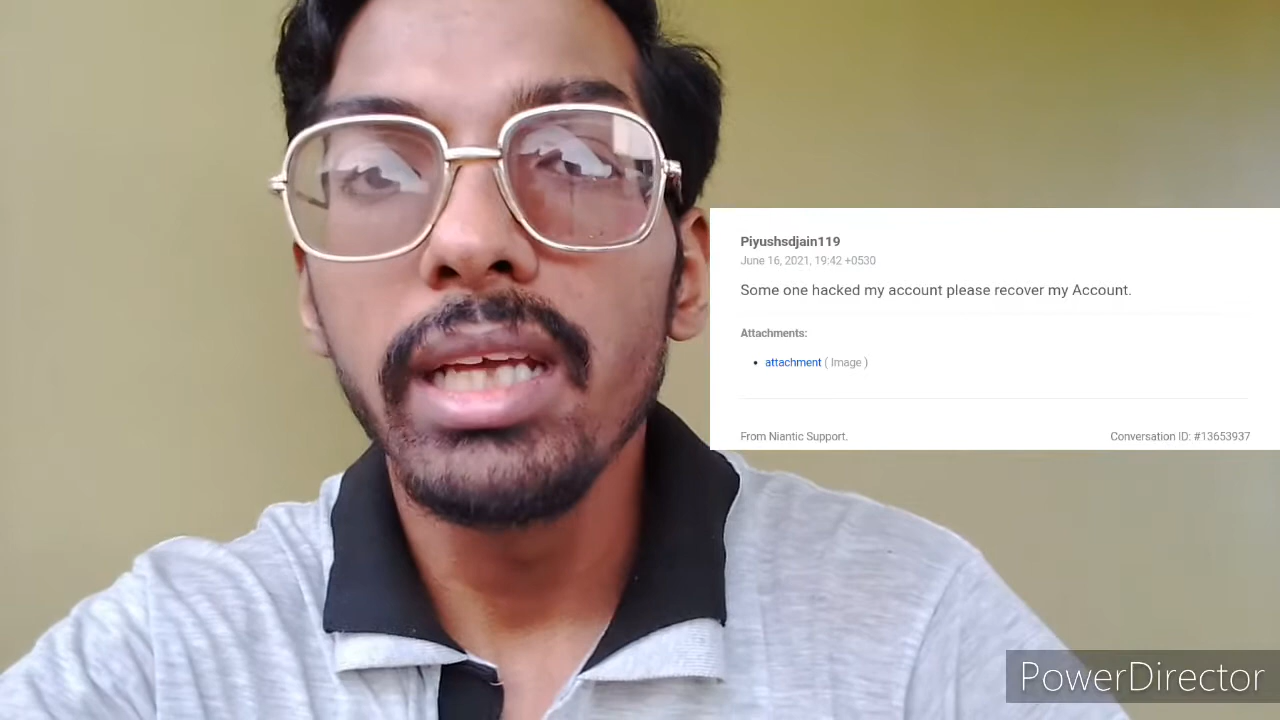 Piyushsdjain119
June 16, 2021, 19:42 +0530
Some one hacked my account please recover my Account.
Attachments:
• attachment ( Image )
From Niantic Support. Conversation ID: #13653937
PowerDirector